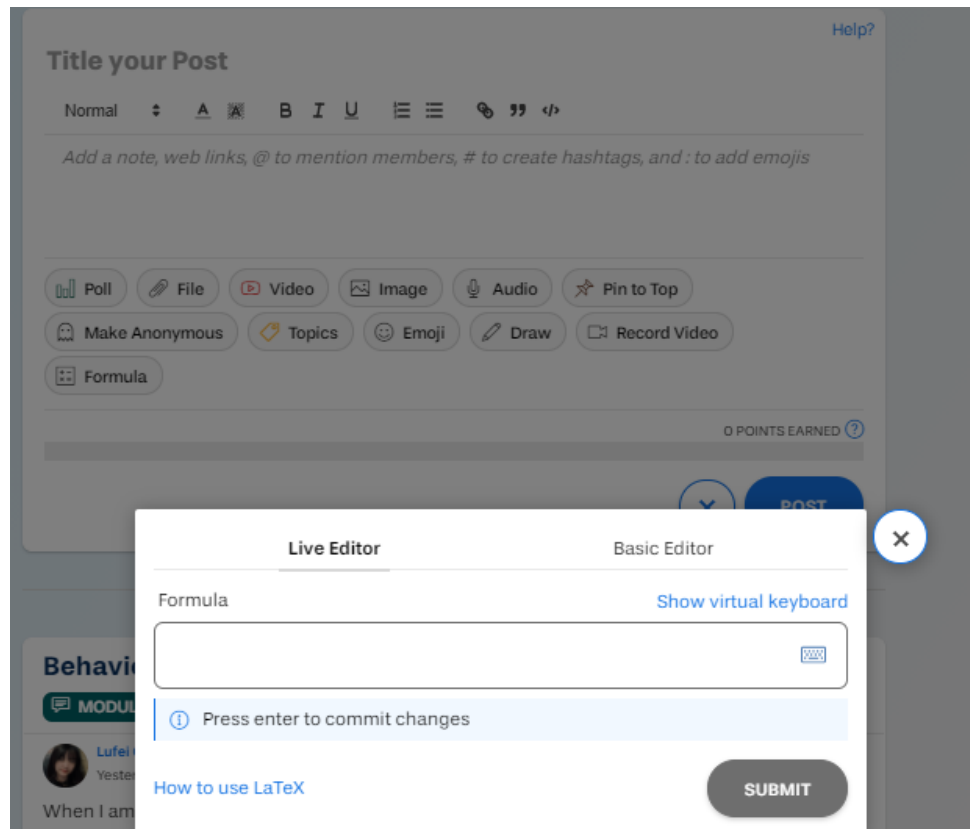 Help?
Title your Post
Normal A A B I U
Add a note, web links, @ to mention members, # to create hashtags, and : to add emojis
Poll File Video Image Audio Pin to Top
Make Anonymous Topics Emoji Draw Record Video
Formula
0 POINTS EARNED ?
POST
Live Editor Basic Editor
Formula Show virtual keyboard
Behavi
MODUL
Press enter to commit changes
Lufei
Yester
How to use LaTeX SUBMIT
When I am